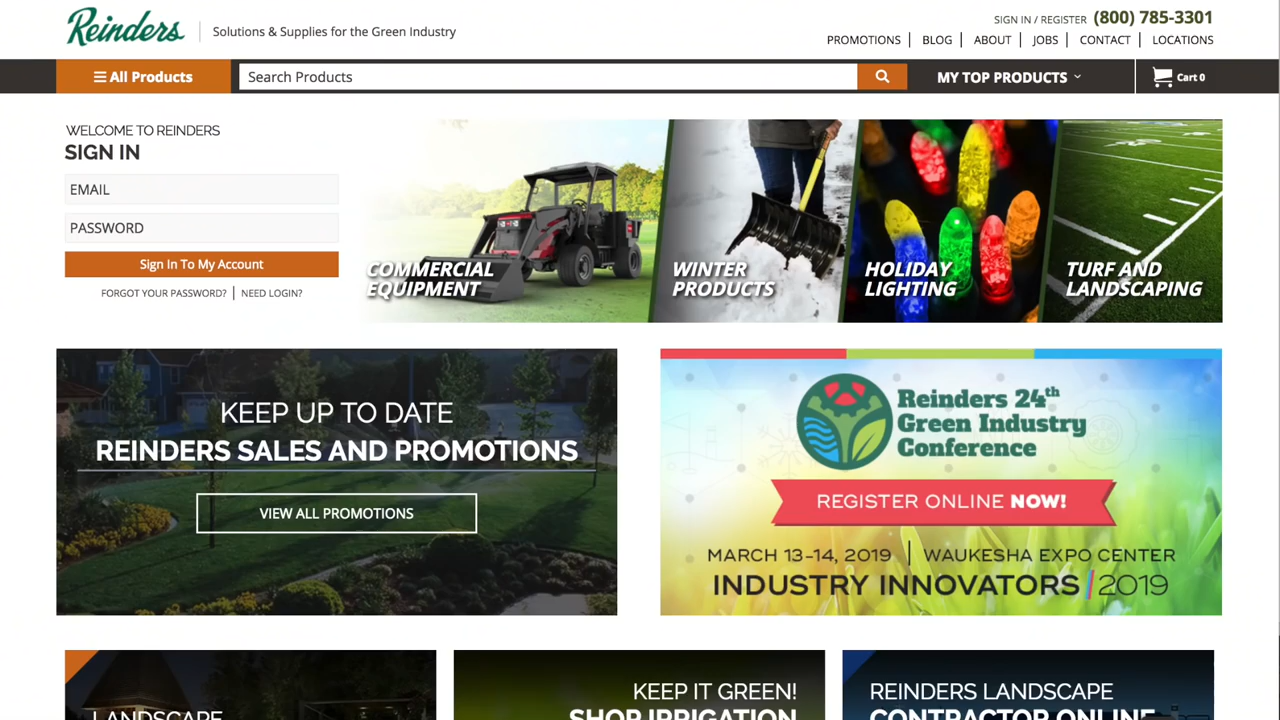 Reinders
Solutions & Supplies for the Green Industry
SIGN IN / REGISTER (800) 785-3301
PROMOTIONS | BLOG | ABOUT | JOBS | CONTACT | LOCATIONS
All Products
Search Products
MY TOP PRODUCTS
Cart 0
WELCOME TO REINDERS
SIGN IN
EMAIL
PASSWORD
Sign In To My Account
FORGOT YOUR PASSWORD? | NEED LOGIN?
COMMERCIAL
EQUIPMENT
WINTER
PRODUCTS
HOLIDAY
LIGHTING
TURF AND
LANDSCAPING
KEEP UP TO DATE
REINDERS SALES AND PROMOTIONS
VIEW ALL PROMOTIONS
Reinders 24th
Green Industry
Conference
REGISTER ONLINE NOW!
MARCH 13-14, 2019 | WAUKESHA EXPO CENTER
INDUSTRY INNOVATORS | 2019
LANDSCAPE
KEEP IT GREEN!
SHOP IRRIGATION
REINDERS LANDSCAPE
CONTRACTOR ONLINE